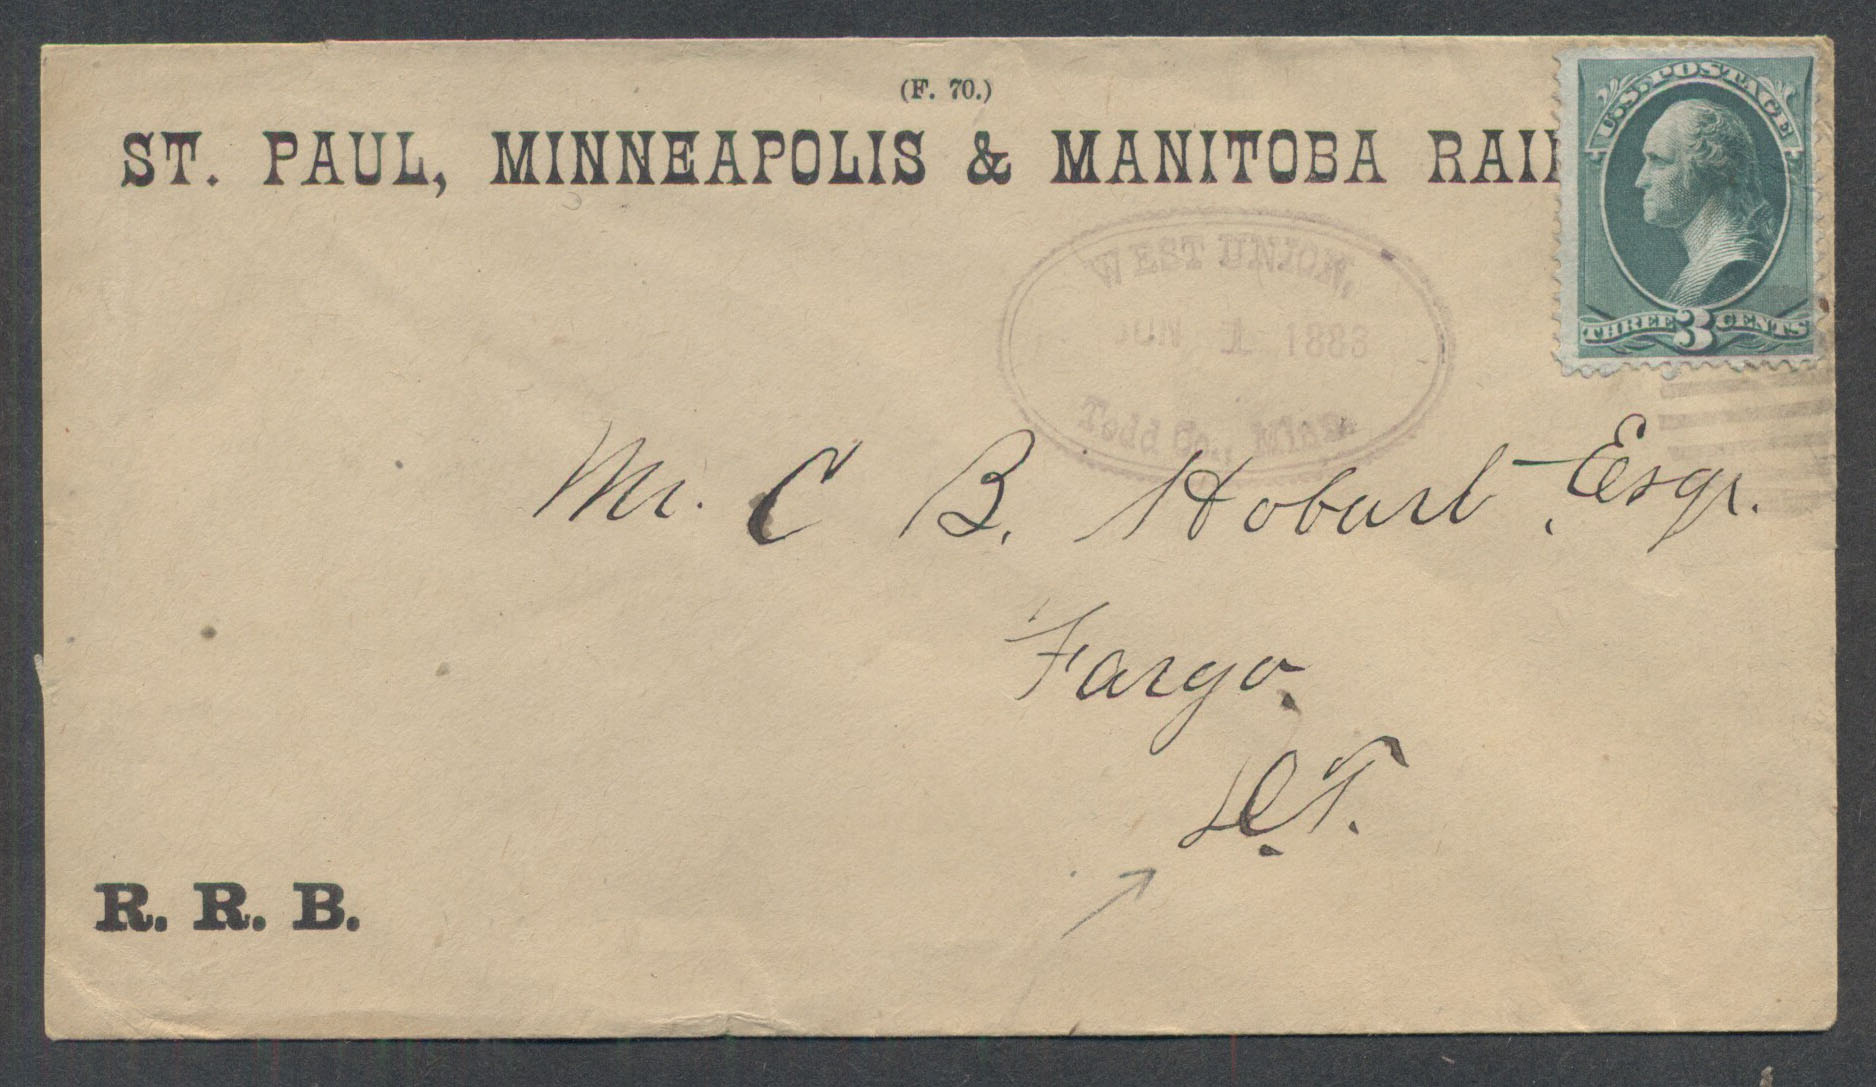 (F. 70.)
ST. PAUL, MINNEAPOLIS & MANITOBA RAIL
U.S. POSTAGE
THREE 3 CENTS
WEST UNION,
JUN 1 1883
Todd Co., Minn.
Mr. C B. Hobart, Esqr.
Fargo.
D.T.
R. R. B.